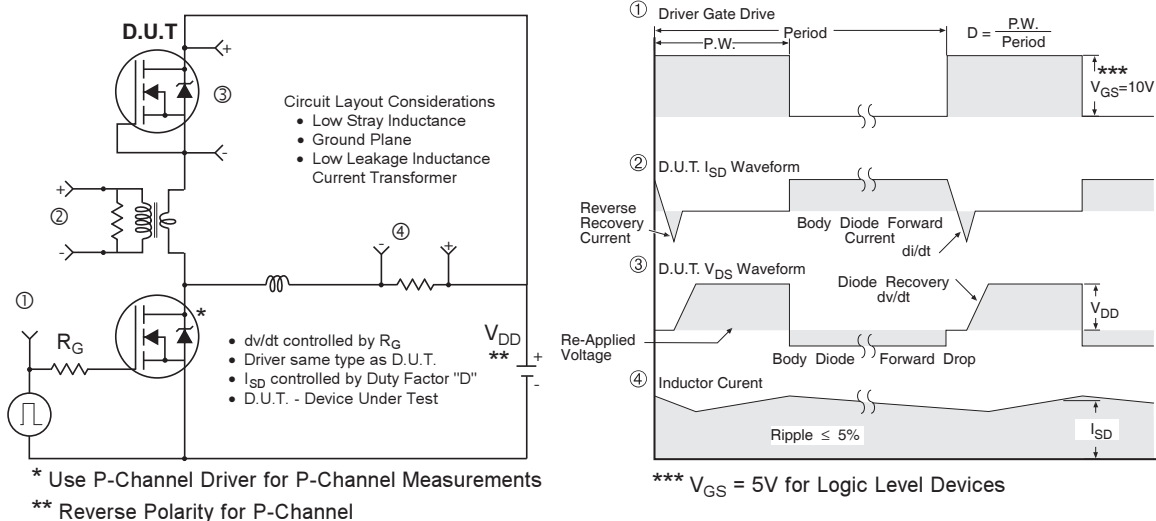 D.U.T
+
③
-
Circuit Layout Considerations
• Low Stray Inductance
• Ground Plane
• Low Leakage Inductance
Current Transformer
+
②
-
④
-
+
①
R_G
*
• dv/dt controlled by R_G
• Driver same type as D.U.T.
• I_SD controlled by Duty Factor "D"
• D.U.T. - Device Under Test
V_DD
**
+
-
* Use P-Channel Driver for P-Channel Measurements
** Reverse Polarity for P-Channel
① Driver Gate Drive
P.W.
Period
D = P.W.
Period
***
V_GS=10V
② D.U.T. I_SD Waveform
Reverse
Recovery
Current
Body Diode Forward
Current
di/dt
③ D.U.T. V_DS Waveform
Diode Recovery
dv/dt
V_DD
Re-Applied
Voltage
Body Diode Forward Drop
④ Inductor Curent
Ripple ≤ 5%
I_SD
*** V_GS = 5V for Logic Level Devices